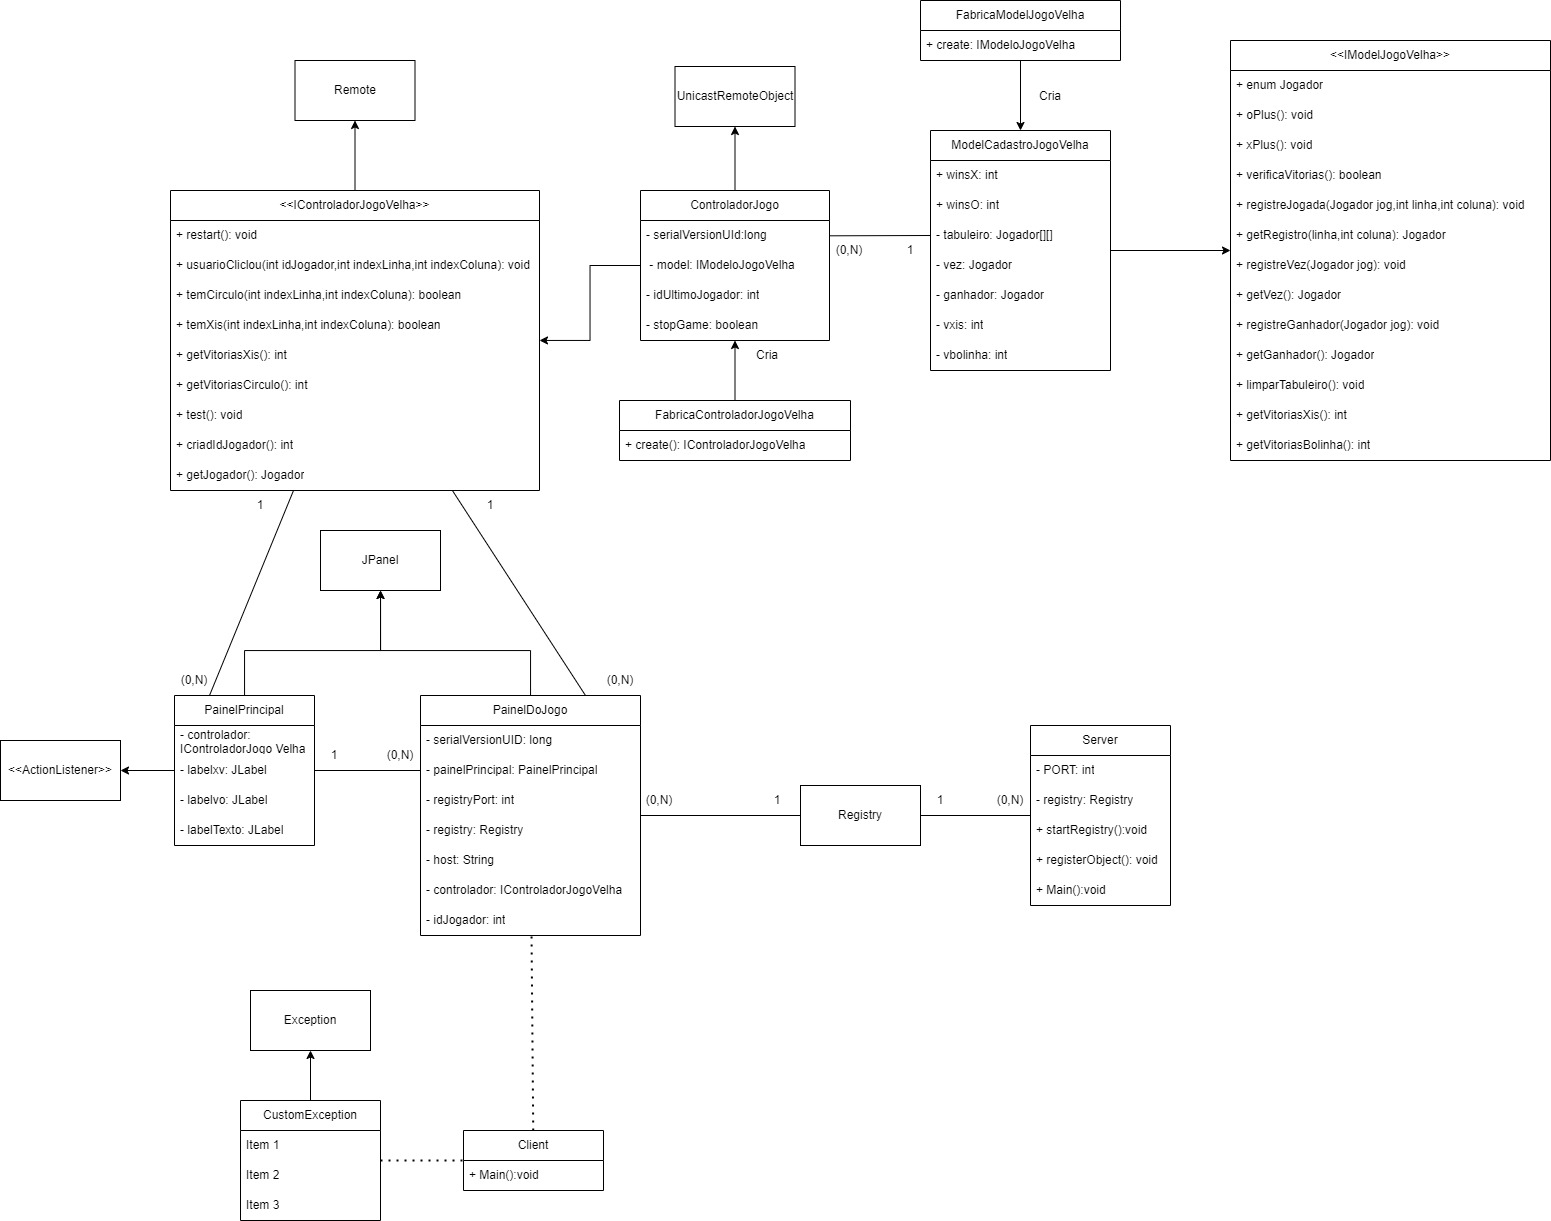 FabricaModelJogoVelha
+ create: IModeloJogoVelha
Cria
<<IModelJogoVelha>>
+ enum Jogador
+ oPlus(): void
+ xPlus(): void
+ verificaVitorias(): boolean
+ registreJogada(Jogador jog,int linha,int coluna): void
+ getRegistro(linha,int coluna): Jogador
+ registreVez(Jogador jog): void
+ getVez(): Jogador
+ registreGanhador(Jogador jog): void
+ getGanhador(): Jogador
+ limparTabuleiro(): void
+ getVitoriasXis(): int
+ getVitoriasBolinha(): int
Remote
UnicastRemoteObject
ModelCadastroJogoVelha
+ winsX: int
+ winsO: int
- tabuleiro: Jogador[][]
- vez: Jogador
- ganhador: Jogador
- vxis: int
- vbolinha: int
<<IControladorJogoVelha>>
+ restart(): void
+ usuarioCliclou(int idJogador,int indexLinha,int indexColuna): void
+ temCirculo(int indexLinha,int indexColuna): boolean
+ temXis(int indexLinha,int indexColuna): boolean
+ getVitoriasXis(): int
+ getVitoriasCirculo(): int
+ test(): void
+ criadIdJogador(): int
+ getJogador(): Jogador
ControladorJogo
- serialVersionUId:long
- model: IModeloJogoVelha
- idUltimoJogador: int
- stopGame: boolean
(0,N)
1
Cria
FabricaControladorJogoVelha
+ create(): IControladorJogoVelha
1
1
JPanel
(0,N)
(0,N)
PainelPrincipal
- controlador:
IControladorJogo Velha
- labelxv: JLabel
- labelvo: JLabel
- labelTexto: JLabel
<<ActionListener>>
1
(0,N)
PainelDoJogo
- serialVersionUID: long
- painelPrincipal: PainelPrincipal
- registryPort: int
- registry: Registry
- host: String
- controlador: IControladorJogoVelha
- idJogador: int
(0,N)
1
Registry
1
(0,N)
Server
- PORT: int
- registry: Registry
+ startRegistry():void
+ registerObject(): void
+ Main():void
Exception
CustomException
Item 1
Item 2
Item 3
Client
+ Main():void